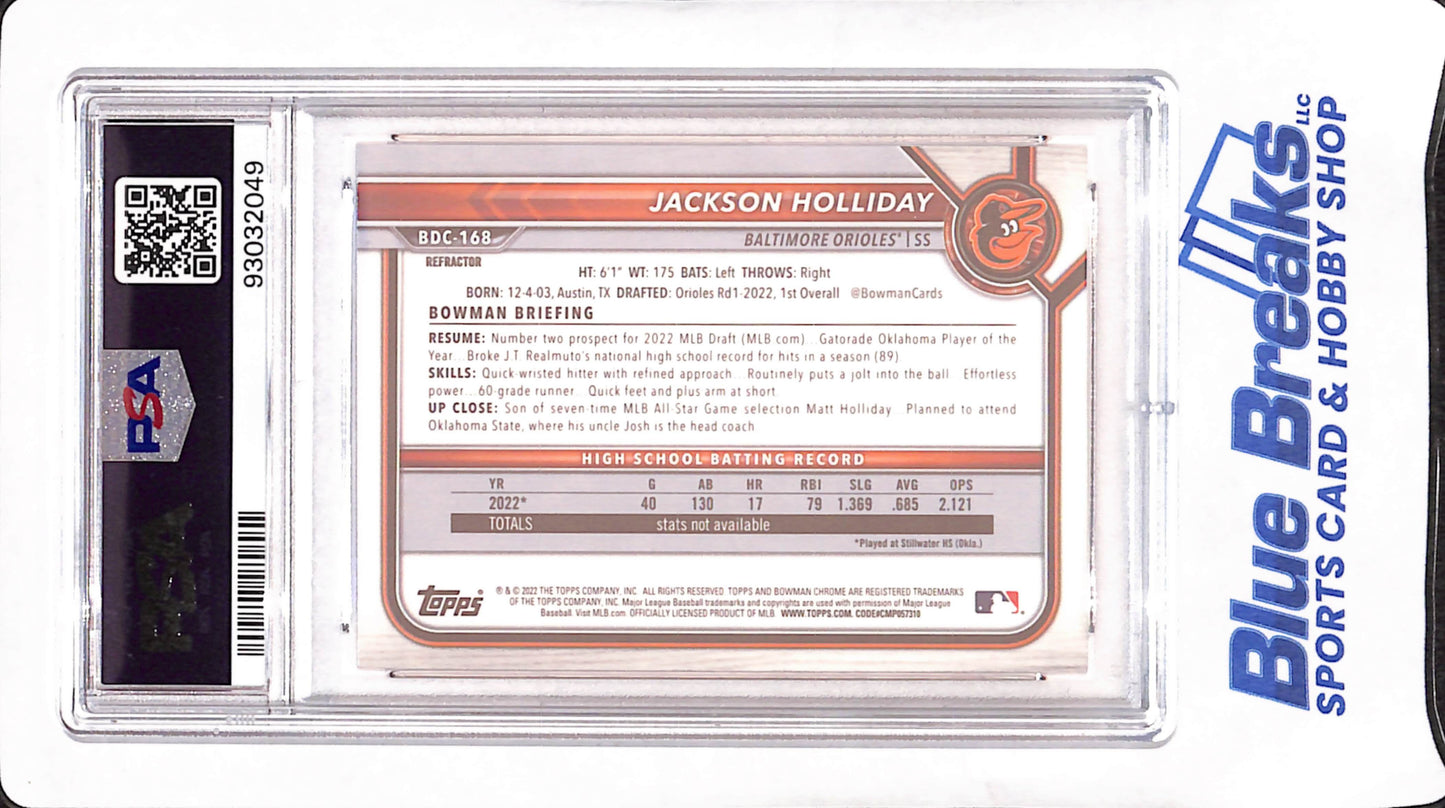 93032049
PSA
JACKSON HOLLIDAY
BDC-168
BALTIMORE ORIOLES* | SS
REFRACTOR
HT: 6'1" WT: 175 BATS: Left THROWS: Right
BORN: 12-4-03, Austin, TX DRAFTED: Orioles Rd1-2022, 1st Overall @BowmanCards
BOWMAN BRIEFING
RESUME: Number two prospect for 2022 MLB Draft (MLB com)...Gatorade Oklahoma Player of the
Year...Broke J.T. Realmuto's national high school record for hits in a season (89)
SKILLS: Quick-wristed hitter with refined approach...Routinely puts a jolt into the ball...Effortless
power...60-grade runner...Quick feet and plus arm at short
UP CLOSE: Son of seven-time MLB All-Star Game selection Matt Holliday...Planned to attend
Oklahoma State, where his uncle Josh is the head coach
HIGH SCHOOL BATTING RECORD
YR G AB HR RBI SLG AVG OPS
2022* 40 130 17 79 1.369 .685 2.121
TOTALS stats not available
*Played at Stillwater HS (Okla.)
Topps
® & © 2022 THE TOPPS COMPANY, INC. ALL RIGHTS RESERVED. TOPPS AND BOWMAN CHROME ARE REGISTERED TRADEMARKS
OF THE TOPPS COMPANY, INC. Major League Baseball trademarks and copyrights are used with permission of Major League
Baseball. Visit MLB.com. OFFICIALLY LICENSED PRODUCT OF MLB. WWW.TOPPS.COM. CODE#CMP057310
PSA
Blue Breaks LLC
SPORTS CARD & HOBBY SHOP